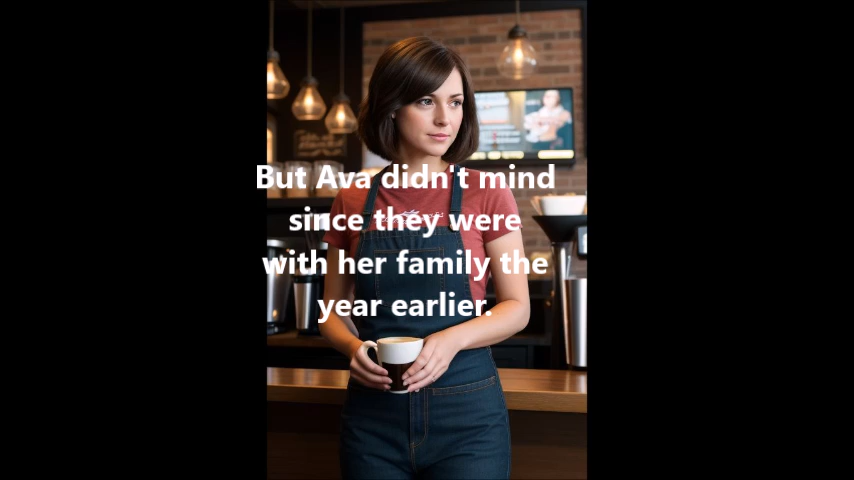 But Ava didn't mind
since they were
with her family the
year earlier.